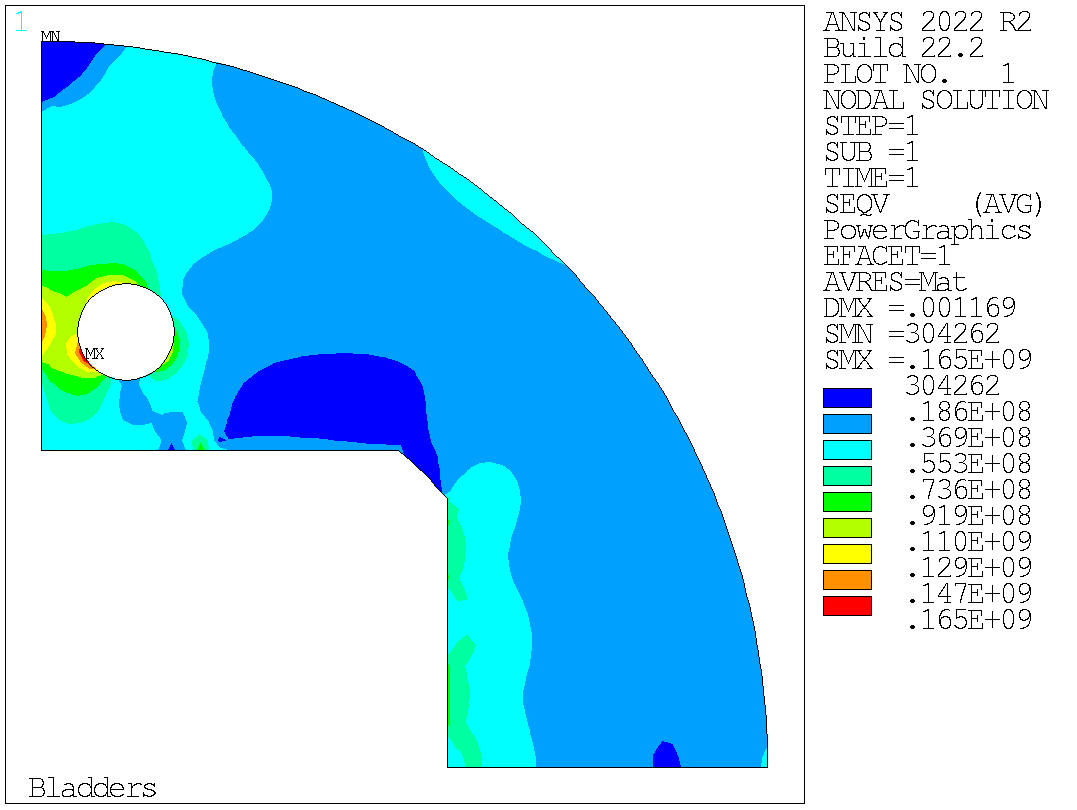 1
MN
MX
Bladders
ANSYS 2022 R2
Build 22.2
PLOT NO.   1
NODAL SOLUTION
STEP=1
SUB =1
TIME=1
SEQV     (AVG)
PowerGraphics
EFACET=1
AVRES=Mat
DMX =.001169
SMN =304262
SMX =.165E+09
304262
.186E+08
.369E+08
.553E+08
.736E+08
.919E+08
.110E+09
.129E+09
.147E+09
.165E+09